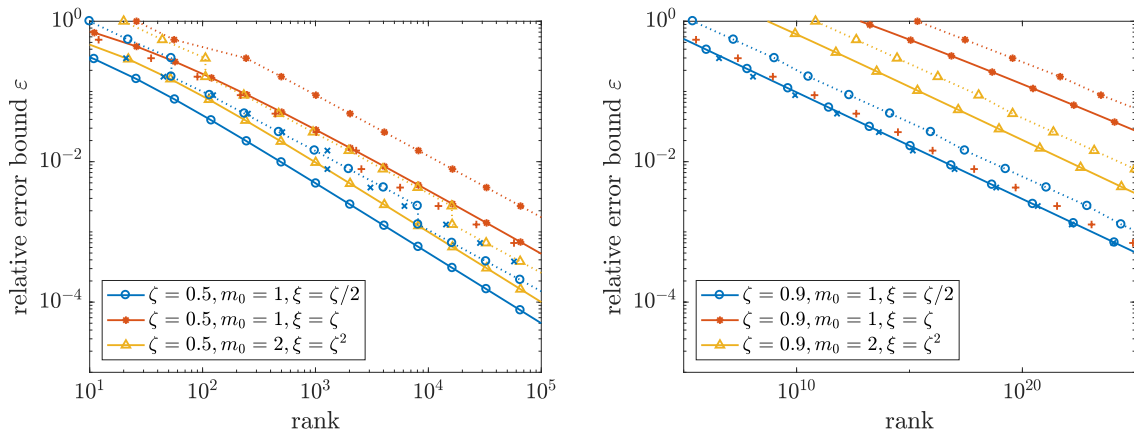 10^0
10^{-2}
10^{-4}
relative error bound ε
ζ = 0.5, m_0 = 1, ξ = ζ/2
ζ = 0.5, m_0 = 1, ξ = ζ
ζ = 0.5, m_0 = 2, ξ = ζ^2
10^1 10^2 10^3 10^4 10^5
rank
10^0
10^{-2}
10^{-4}
relative error bound ε
ζ = 0.9, m_0 = 1, ξ = ζ/2
ζ = 0.9, m_0 = 1, ξ = ζ
ζ = 0.9, m_0 = 2, ξ = ζ^2
10^{10} 10^{20}
rank